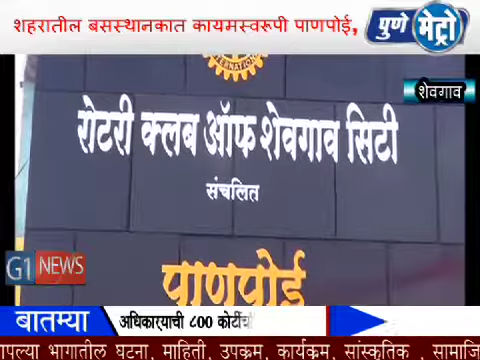 शहरातील बसस्थानकात कायमस्वरूपी पाणपोई,
पुणे मेट्रो
शेवगाव
INTERNATIONAL
रोटरी क्लब ऑफ शेवगाव सिटी
संचलित
पाणपोई
G1 NEWS
बातम्या
अधिकाऱ्याची ८०० कोटींची
पल्या भागातील घटना, माहिती, उपक्रम, कार्यक्रम, सांस्कृतिक सामाजि